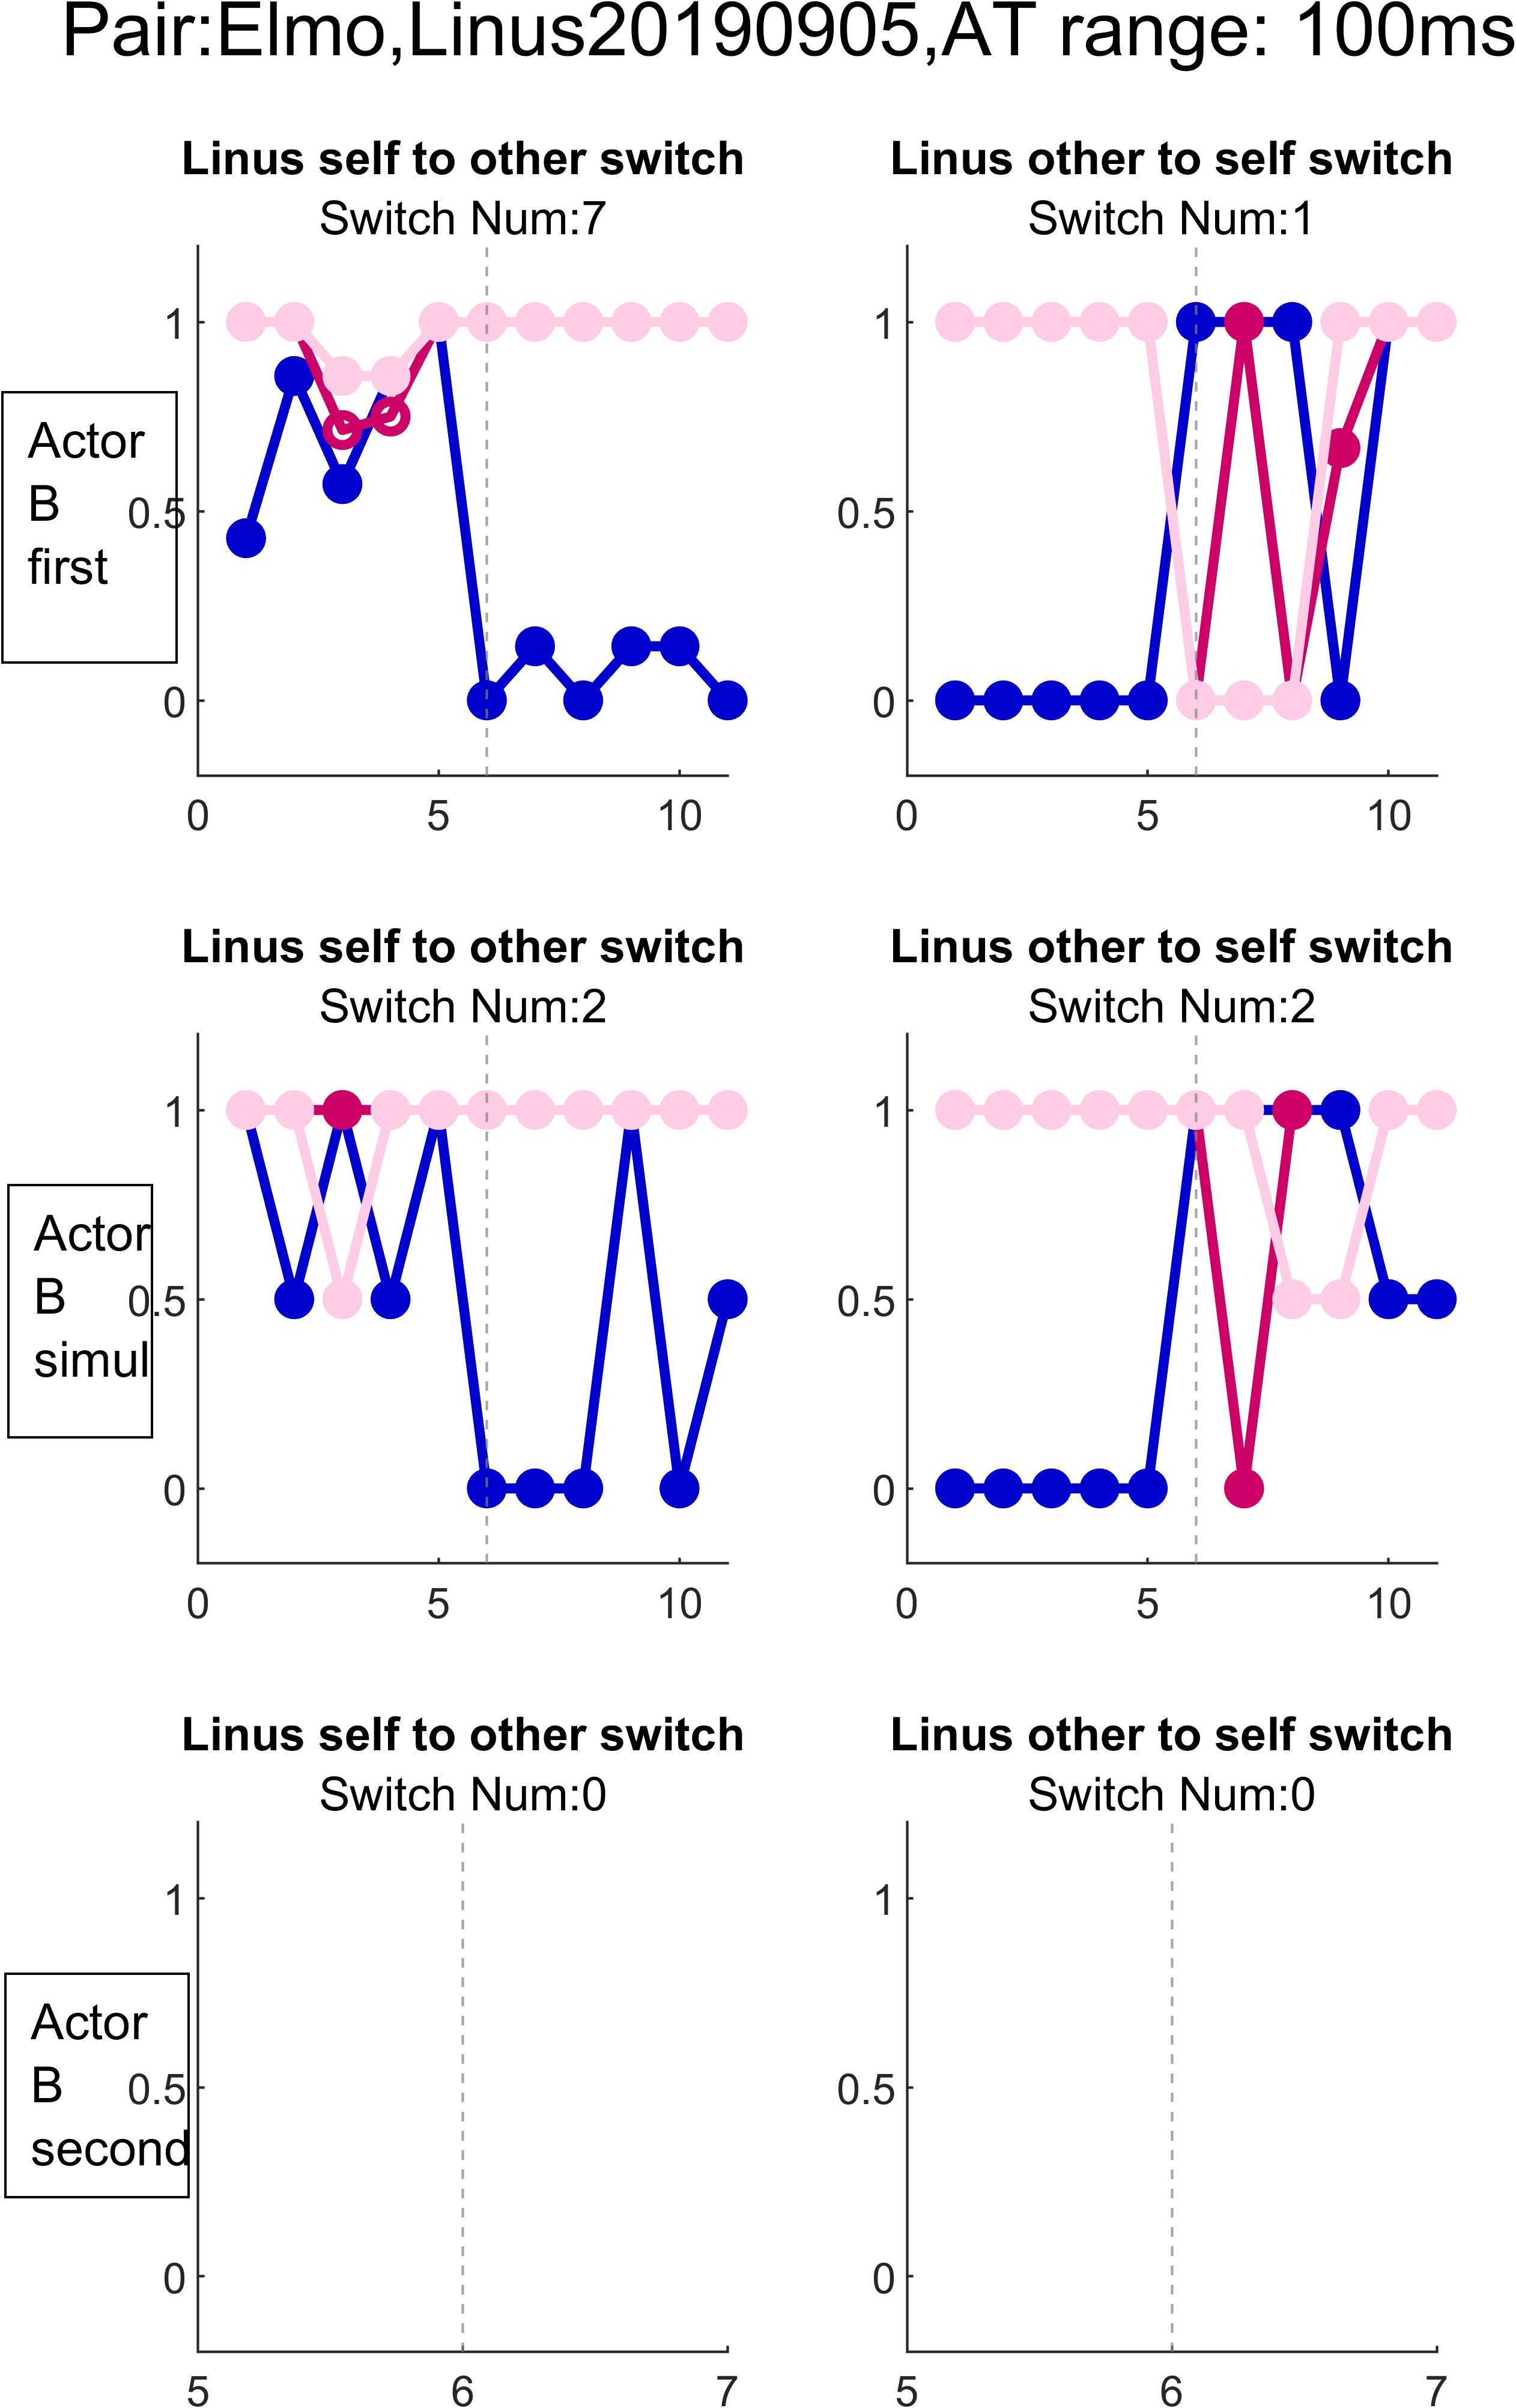 Pair:Elmo,Linus20190905,AT range: 100ms
Linus self to other switch
Switch Num:7
Linus other to self switch
Switch Num:1
Actor
B
first
1
0.5
0
0
5
10
1
0.5
0
0
5
10
Linus self to other switch
Switch Num:2
Linus other to self switch
Switch Num:2
Actor
B
simul
1
0.5
0
0
5
10
1
0.5
0
0
5
10
Linus self to other switch
Switch Num:0
Linus other to self switch
Switch Num:0
Actor
B
second
1
0.5
0
5
6
7
1
0.5
0
5
6
7